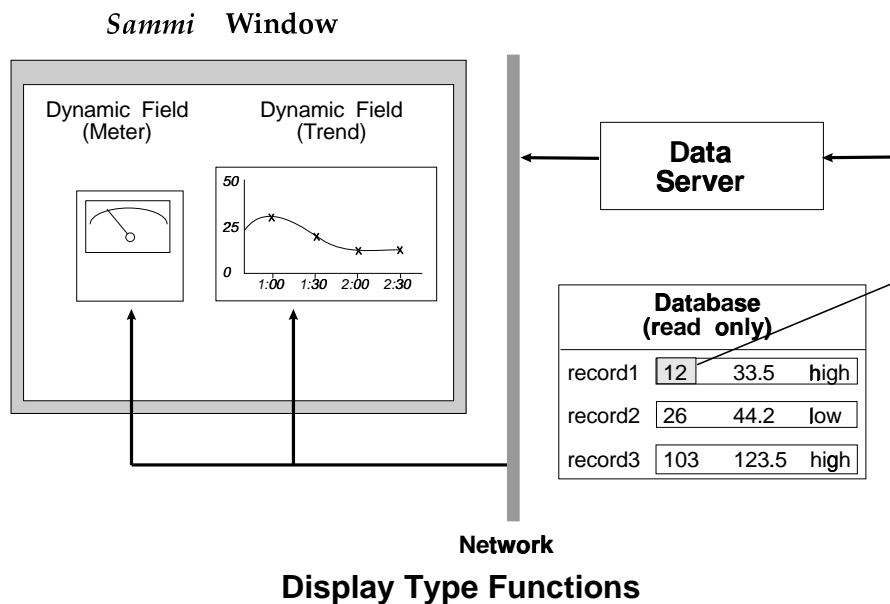 Sammi Window
Dynamic Field
(Meter)
Dynamic Field
(Trend)
50
25
0
1:00 1:30 2:00 2:30
Data
Server
Database
(read only)
record1 12 33.5 high
record2 26 44.2 low
record3 103 123.5 high
Network
Display Type Functions